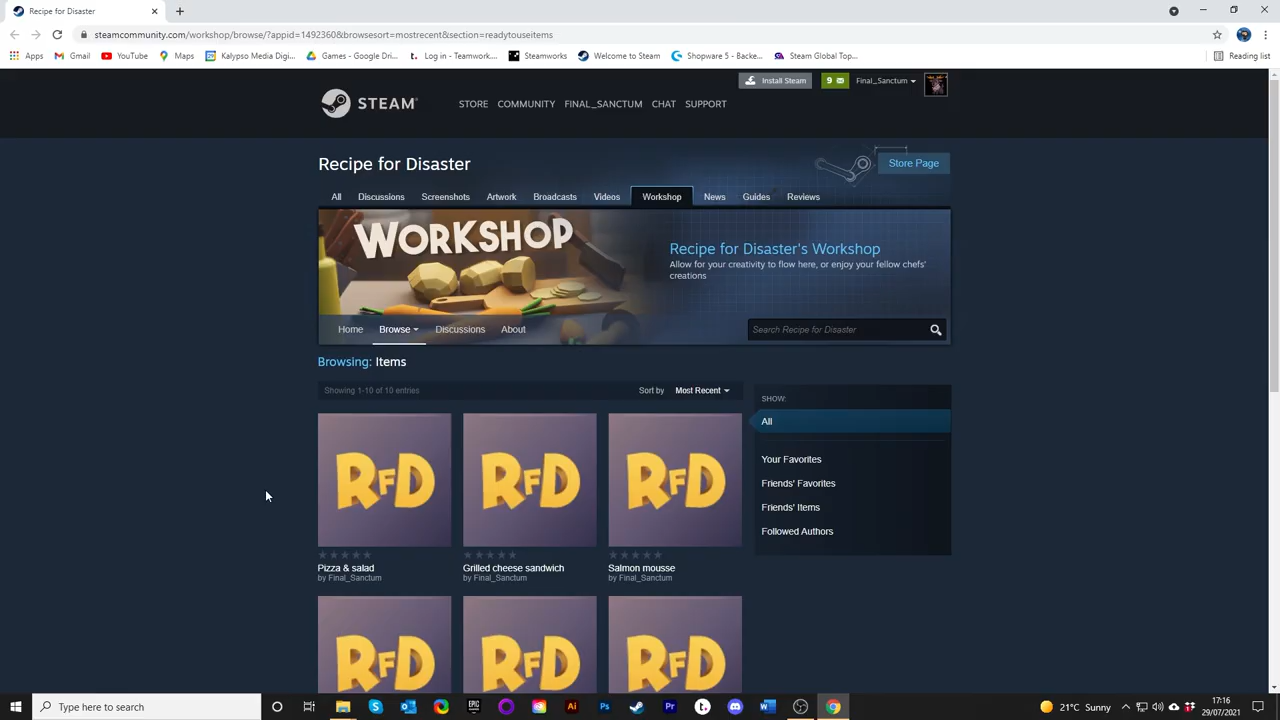 Recipe for Disaster
steamcommunity.com/workshop/browse/?appid=1492360&browsesort=mostrecent&section=readytouseitems
Apps
Gmail
YouTube
Maps
Kalypso Media Digi...
Games - Google Dri...
Log in - Teamwork....
Steamworks
Welcome to Steam
Shopware 5 - Backe...
Steam Global Top...
Reading list
Install Steam
9
Final_Sanctum
STEAM
STORE COMMUNITY FINAL_SANCTUM CHAT SUPPORT
Recipe for Disaster
Store Page
All Discussions Screenshots Artwork Broadcasts Videos Workshop News Guides Reviews
WORKSHOP
Recipe for Disaster's Workshop
Allow for your creativity to flow here, or enjoy your fellow chefs'
creations
Home Browse Discussions About
Search Recipe for Disaster
Browsing: Items
Showing 1-10 of 10 entries
Sort by Most Recent
SHOW:
All
Your Favorites
Friends' Favorites
Friends' Items
Followed Authors
RFD
RFD
RFD
Pizza & salad
by Final_Sanctum
Grilled cheese sandwich
by Final_Sanctum
Salmon mousse
by Final_Sanctum
RFD
RFD
RFD
Type here to search
EPIC
Ai
Ps
Pr
t.
W
21°C Sunny
17:16
29/07/2021